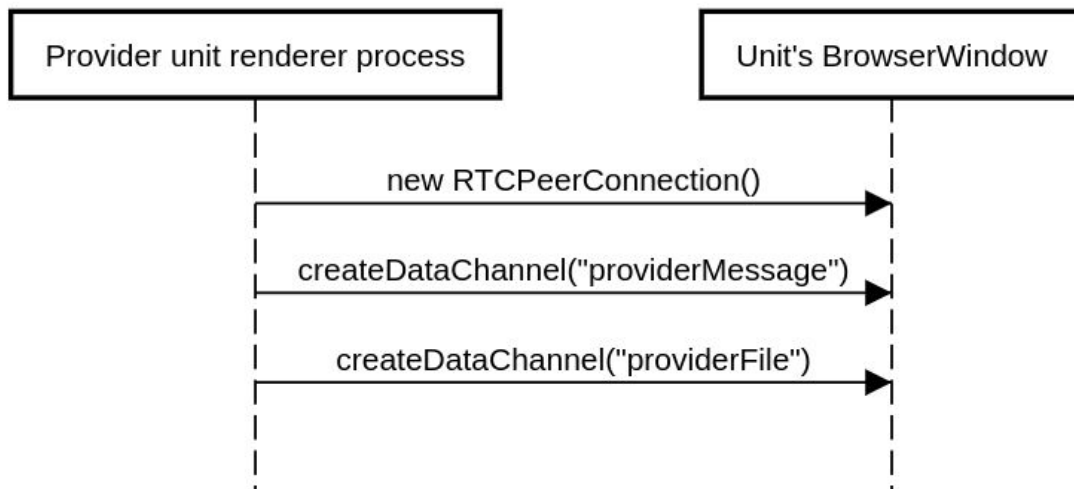 Provider unit renderer process
Unit's BrowserWindow
new RTCPeerConnection()
createDataChannel("providerMessage")
createDataChannel("providerFile")